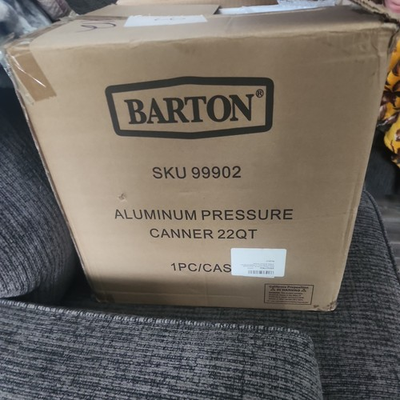 BARTON®
SKU 99902
ALUMINUM PRESSURE
CANNER 22QT
1PC/CAS